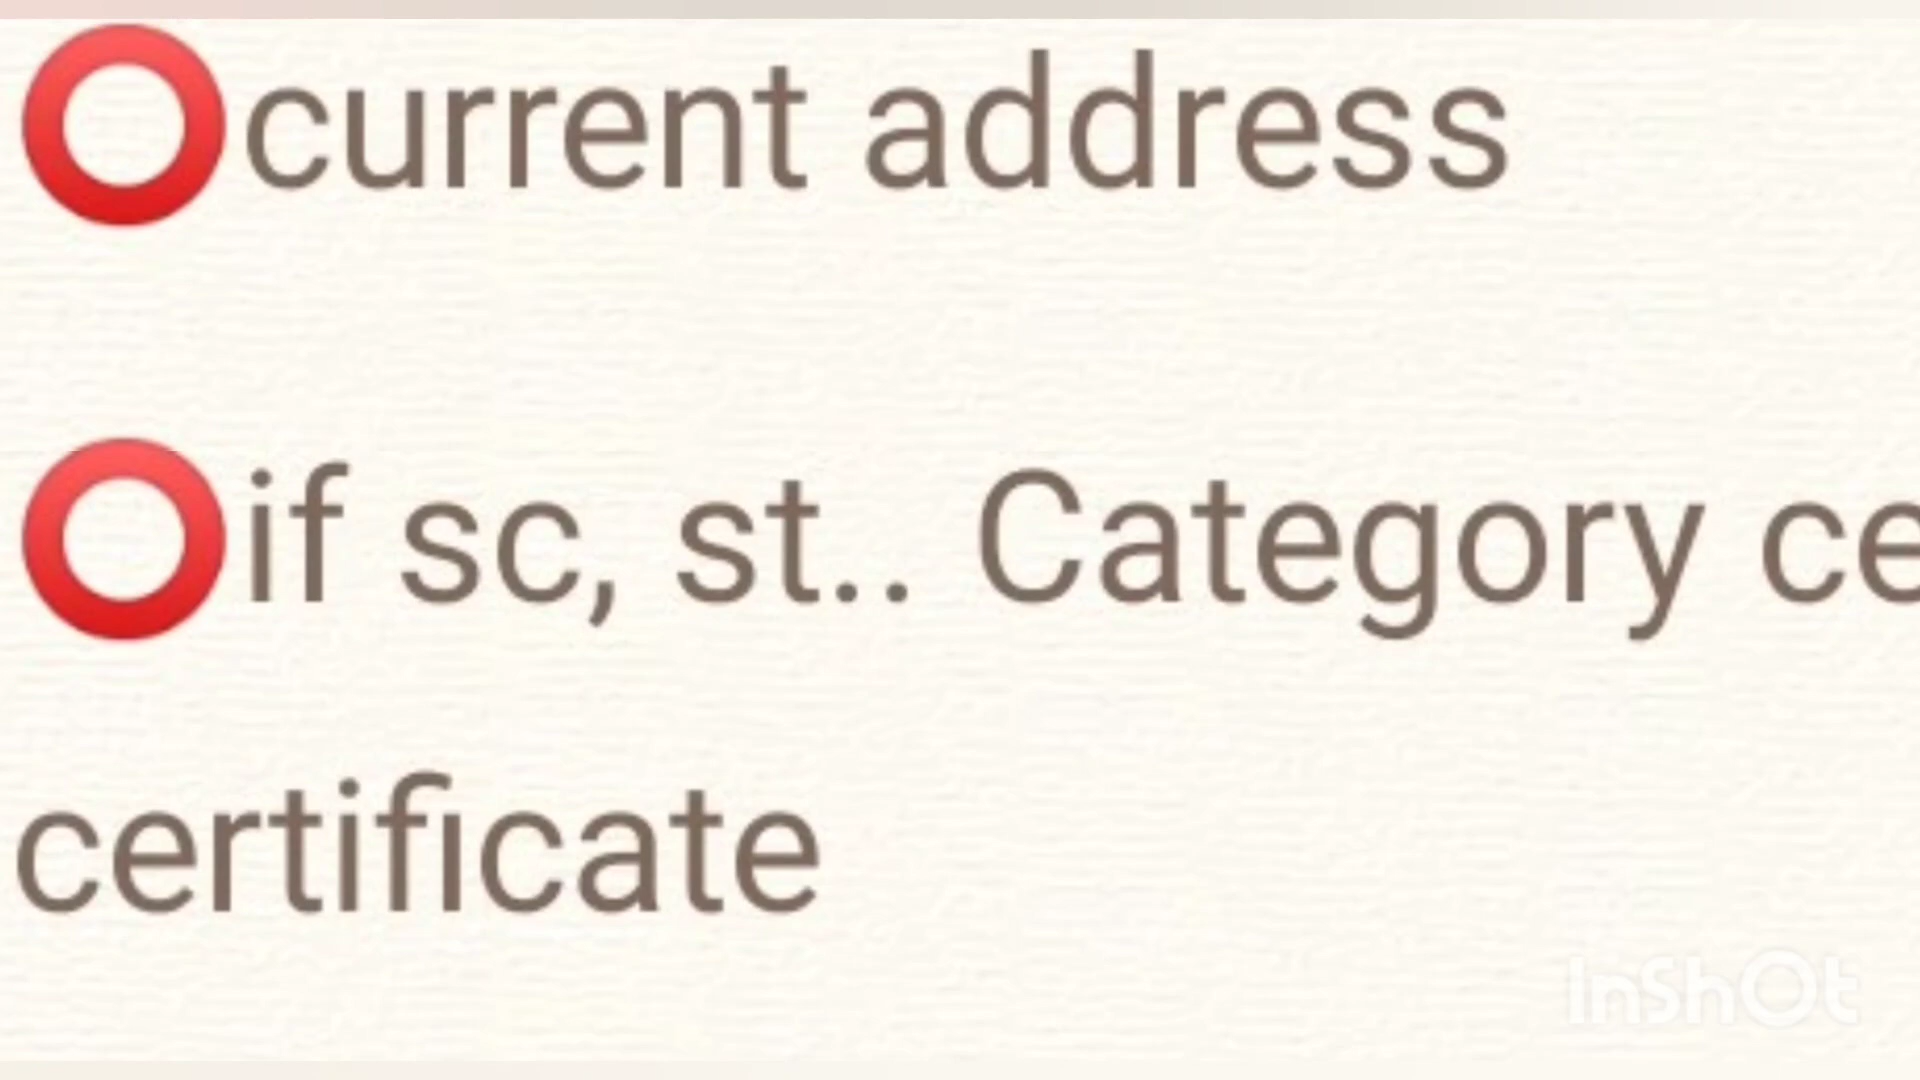 ⭕current address
⭕if sc, st.. Category ce
certificate
InShOt